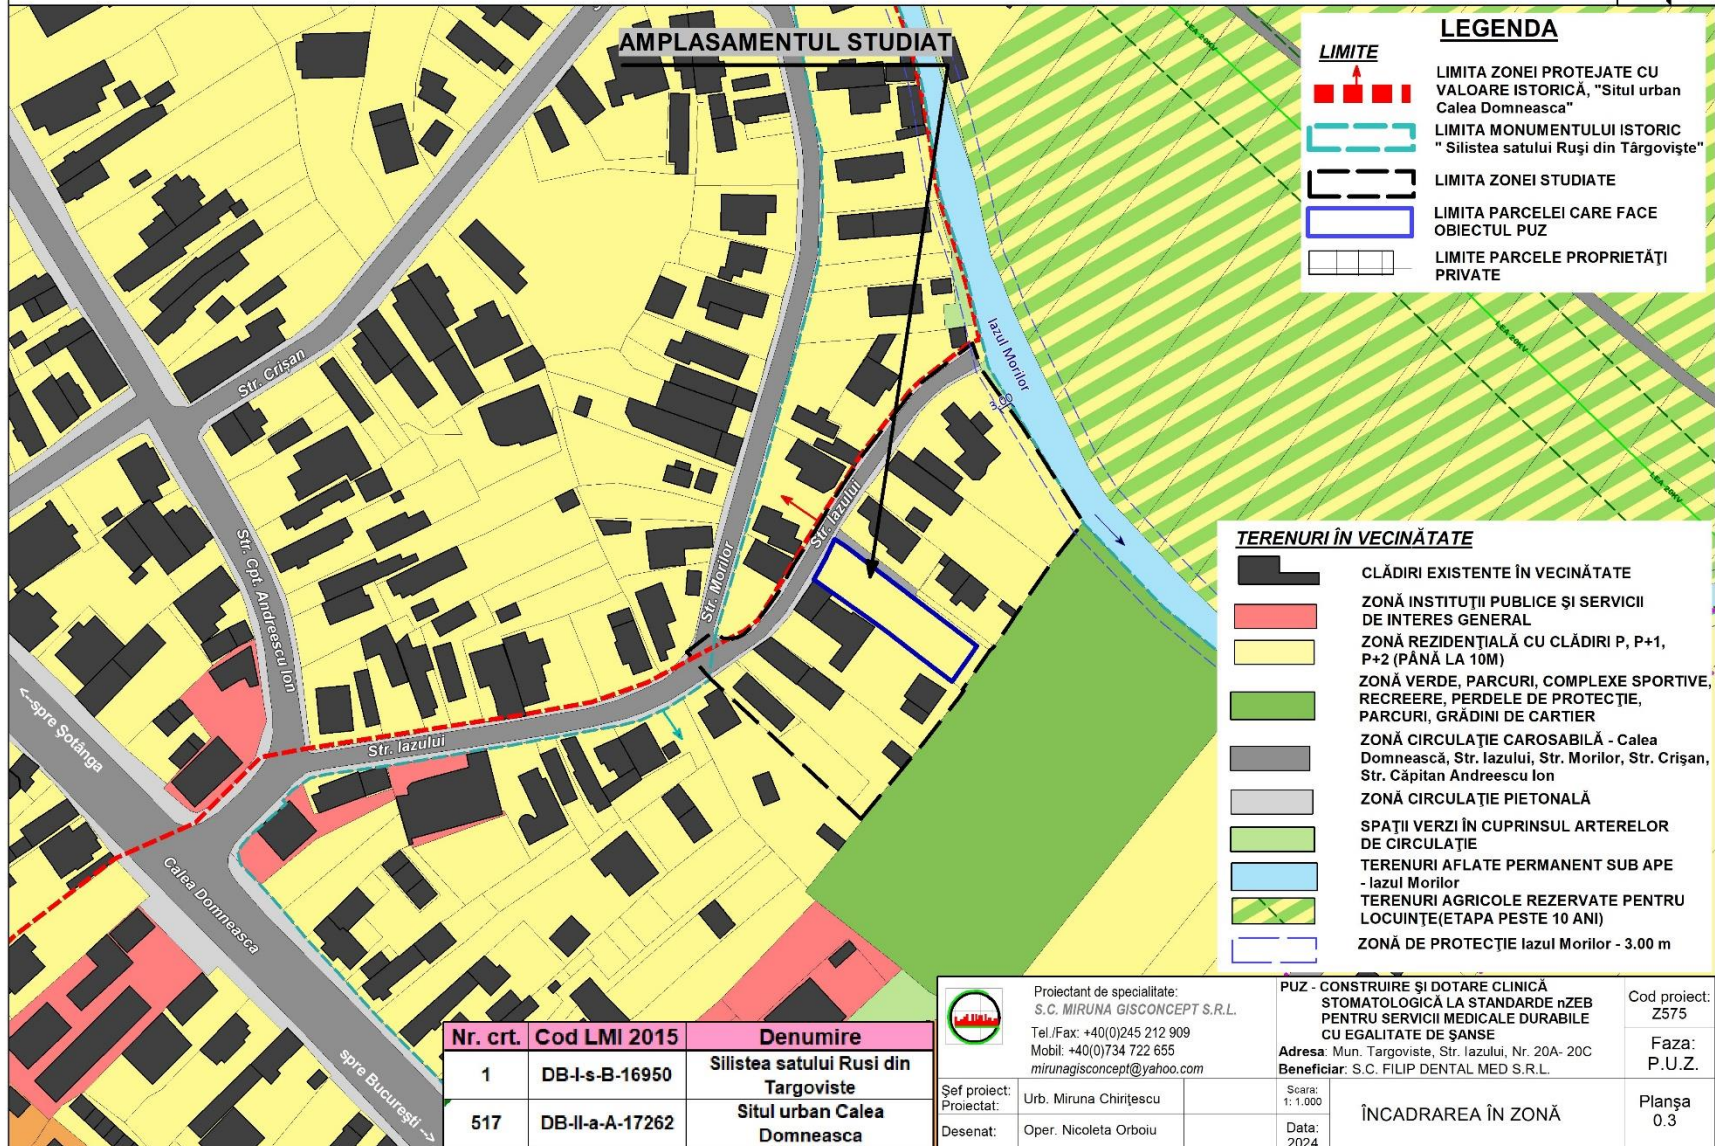 AMPLASAMENTUL STUDIAT
LEGENDA
LIMITE
LIMITA ZONEI PROTEJATE CU
VALOARE ISTORICĂ, "Situl urban
Calea Domneasca"
LIMITA MONUMENTULUI ISTORIC
" Silistea satului Ruşi din Târgovişte"
LIMITA ZONEI STUDIATE
LIMITA PARCELEI CARE FACE
OBIECTUL PUZ
LIMITE PARCELE PROPRIETĂŢI
PRIVATE
LEA 20KV
LEA 20KV
LEA 20KV
Iazul Morilor
Str. Crişan
Str. Cpt. Andreescu Ion
Str. Morilor
Str. Iazului
Str. Iazului
<--spre Şotânga
Calea Domneasca
spre Bucureşti -->
TERENURI ÎN VECINĂTATE
CLĂDIRI EXISTENTE ÎN VECINĂTATE
ZONĂ INSTITUŢII PUBLICE ŞI SERVICII
DE INTERES GENERAL
ZONĂ REZIDENŢIALĂ CU CLĂDIRI P, P+1,
P+2 (PÂNĂ LA 10M)
ZONĂ VERDE, PARCURI, COMPLEXE SPORTIVE,
RECREERE, PERDELE DE PROTECŢIE,
PARCURI, GRĂDINI DE CARTIER
ZONĂ CIRCULAŢIE CAROSABILĂ - Calea
Domnească, Str. Iazului, Str. Morilor, Str. Crişan,
Str. Căpitan Andreescu Ion
ZONĂ CIRCULAŢIE PIETONALĂ
SPAŢII VERZI ÎN CUPRINSUL ARTERELOR
DE CIRCULAŢIE
TERENURI AFLATE PERMANENT SUB APE
- Iazul Morilor
TERENURI AGRICOLE REZERVATE PENTRU
LOCUINŢE(ETAPA PESTE 10 ANI)
ZONĂ DE PROTECŢIE Iazul Morilor - 3.00 m
Nr. crt. Cod LMI 2015 Denumire
1 DB-I-s-B-16950 Silistea satului Rusi din
Targoviste
517 DB-II-a-A-17262 Situl urban Calea
Domneasca
Proiectant de specialitate:
S.C. MIRUNA GISCONCEPT S.R.L.
Tel./Fax: +40(0)245 212 909
Mobil: +40(0)734 722 655
mirunagisconcept@yahoo.com
PUZ - CONSTRUIRE ŞI DOTARE CLINICĂ
STOMATOLOGICĂ LA STANDARDE nZEB
PENTRU SERVICII MEDICALE DURABILE
CU EGALITATE DE ŞANSE
Adresa: Mun. Targoviste, Str. Iazului, Nr. 20A- 20C
Beneficiar: S.C. FILIP DENTAL MED S.R.L.
Cod proiect:
Z575
Faza:
P.U.Z.
Şef proiect:
Proiectat:
Urb. Miruna Chiriţescu
Desenat:
Oper. Nicoleta Orboiu
Scara:
1: 1.000
Data:
2024
ÎNCADRAREA ÎN ZONĂ
Planşa
0.3